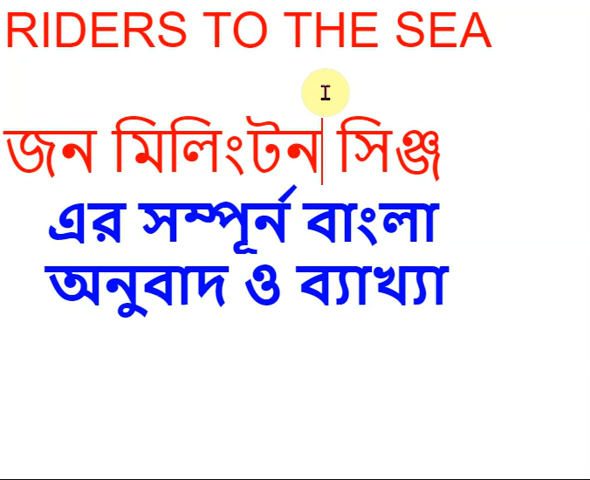 RIDERS TO THE SEA
জন মিলিংটন সিঞ্জ
এর সম্পূর্ন বাংলা
অনুবাদ ও ব্যাখ্যা